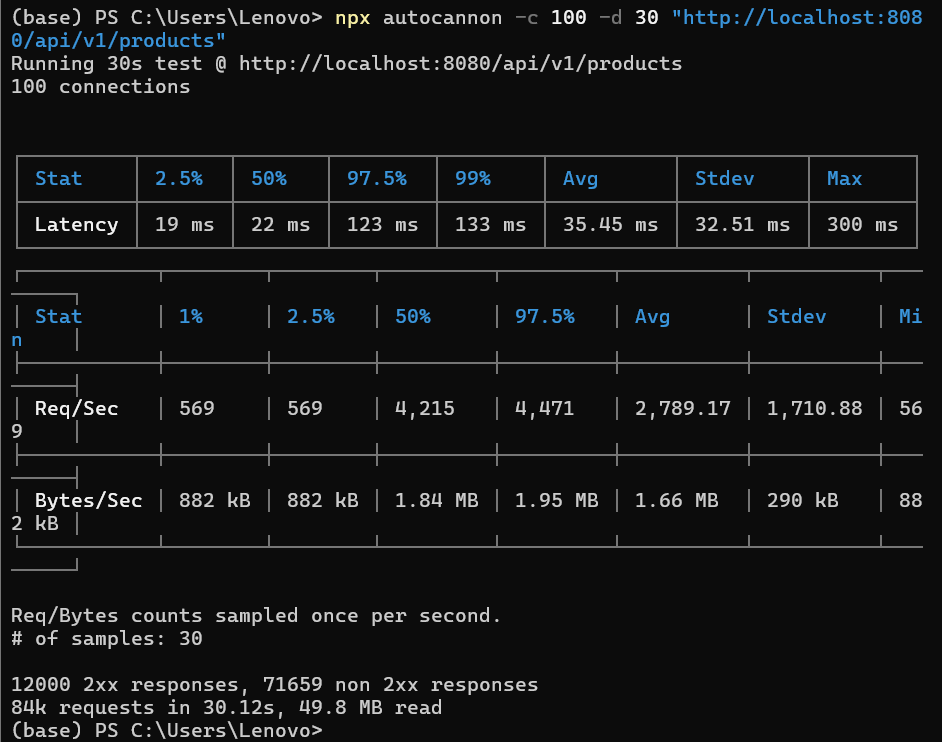 (base) PS C:\Users\Lenovo> npx autocannon -c 100 -d 30 "http://localhost:808
0/api/v1/products"
Running 30s test @ http://localhost:8080/api/v1/products
100 connections
Stat 2.5% 50% 97.5% 99% Avg Stdev Max
Latency 19 ms 22 ms 123 ms 133 ms 35.45 ms 32.51 ms 300 ms
Stat 1% 2.5% 50% 97.5% Avg Stdev Mi
n
Req/Sec 569 569 4,215 4,471 2,789.17 1,710.88 56
9
Bytes/Sec 882 kB 882 kB 1.84 MB 1.95 MB 1.66 MB 290 kB 88
2 kB
Req/Bytes counts sampled once per second.
# of samples: 30
12000 2xx responses, 71659 non 2xx responses
84k requests in 30.12s, 49.8 MB read
(base) PS C:\Users\Lenovo>